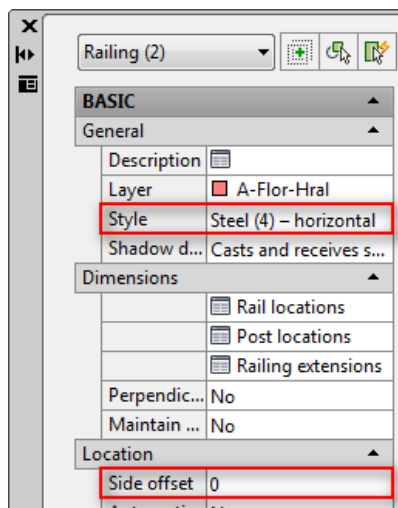 Railing (2)
BASIC
General
Description
Layer A-Flor-Hral
Style Steel (4) – horizontal
Shadow d... Casts and receives s...
Dimensions
Rail locations
Post locations
Railing extensions
Perpendic... No
Maintain ... No
Location
Side offset 0